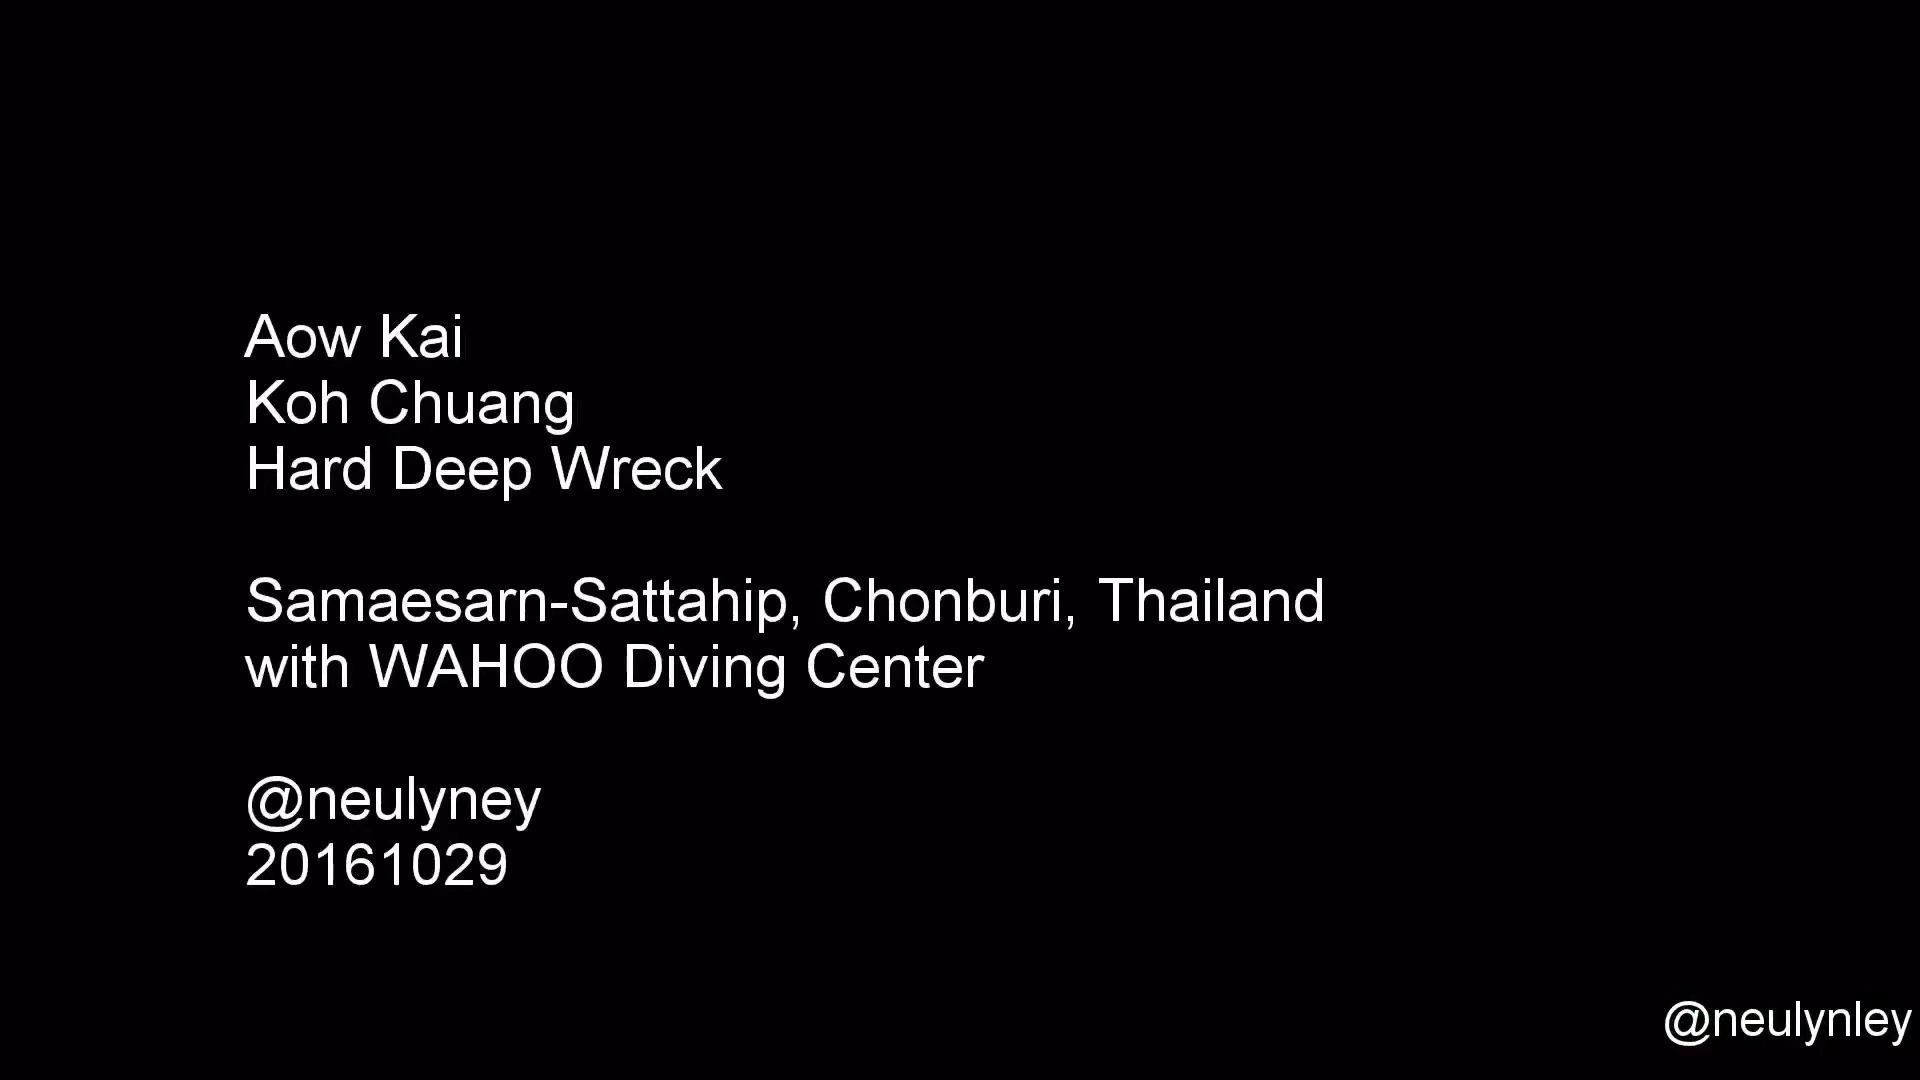 Aow Kai
Koh Chuang
Hard Deep Wreck
Samaesarn-Sattahip, Chonburi, Thailand
with WAHOO Diving Center
@neulyney
20161029
@neulynley